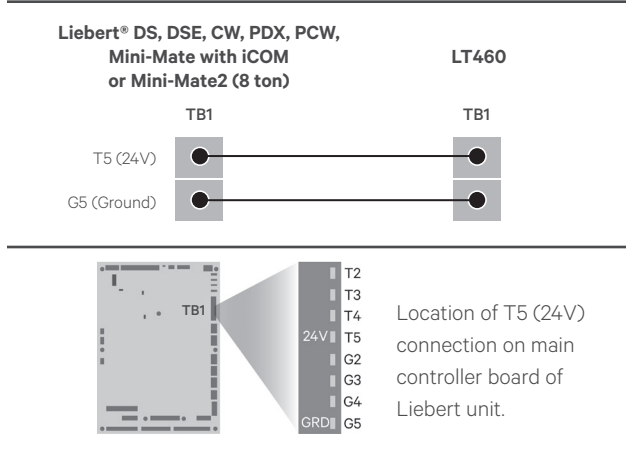 Liebert® DS, DSE, CW, PDX, PCW,
Mini-Mate with iCOM
or Mini-Mate2 (8 ton)
LT460
TB1
TB1
T5 (24V)
G5 (Ground)
TB1
T2
T3
T4
24V T5
G2
G3
G4
GRD G5
Location of T5 (24V)
connection on main
controller board of
Liebert unit.